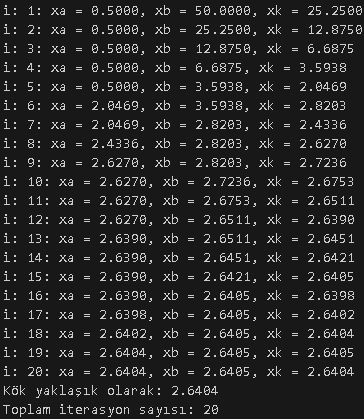 i: 1: xa = 0.5000, xb = 50.0000, xk = 25.2500
i: 2: xa = 0.5000, xb = 25.2500, xk = 12.8750
i: 3: xa = 0.5000, xb = 12.8750, xk = 6.6875
i: 4: xa = 0.5000, xb = 6.6875, xk = 3.5938
i: 5: xa = 0.5000, xb = 3.5938, xk = 2.0469
i: 6: xa = 2.0469, xb = 3.5938, xk = 2.8203
i: 7: xa = 2.0469, xb = 2.8203, xk = 2.4336
i: 8: xa = 2.4336, xb = 2.8203, xk = 2.6270
i: 9: xa = 2.6270, xb = 2.8203, xk = 2.7236
i: 10: xa = 2.6270, xb = 2.7236, xk = 2.6753
i: 11: xa = 2.6270, xb = 2.6753, xk = 2.6511
i: 12: xa = 2.6270, xb = 2.6511, xk = 2.6390
i: 13: xa = 2.6390, xb = 2.6511, xk = 2.6451
i: 14: xa = 2.6390, xb = 2.6451, xk = 2.6421
i: 15: xa = 2.6390, xb = 2.6421, xk = 2.6405
i: 16: xa = 2.6390, xb = 2.6405, xk = 2.6398
i: 17: xa = 2.6398, xb = 2.6405, xk = 2.6402
i: 18: xa = 2.6402, xb = 2.6405, xk = 2.6404
i: 19: xa = 2.6404, xb = 2.6405, xk = 2.6404
i: 20: xa = 2.6404, xb = 2.6405, xk = 2.6404
Kök yaklaşık olarak: 2.6404
Toplam iterasyon sayısı: 20